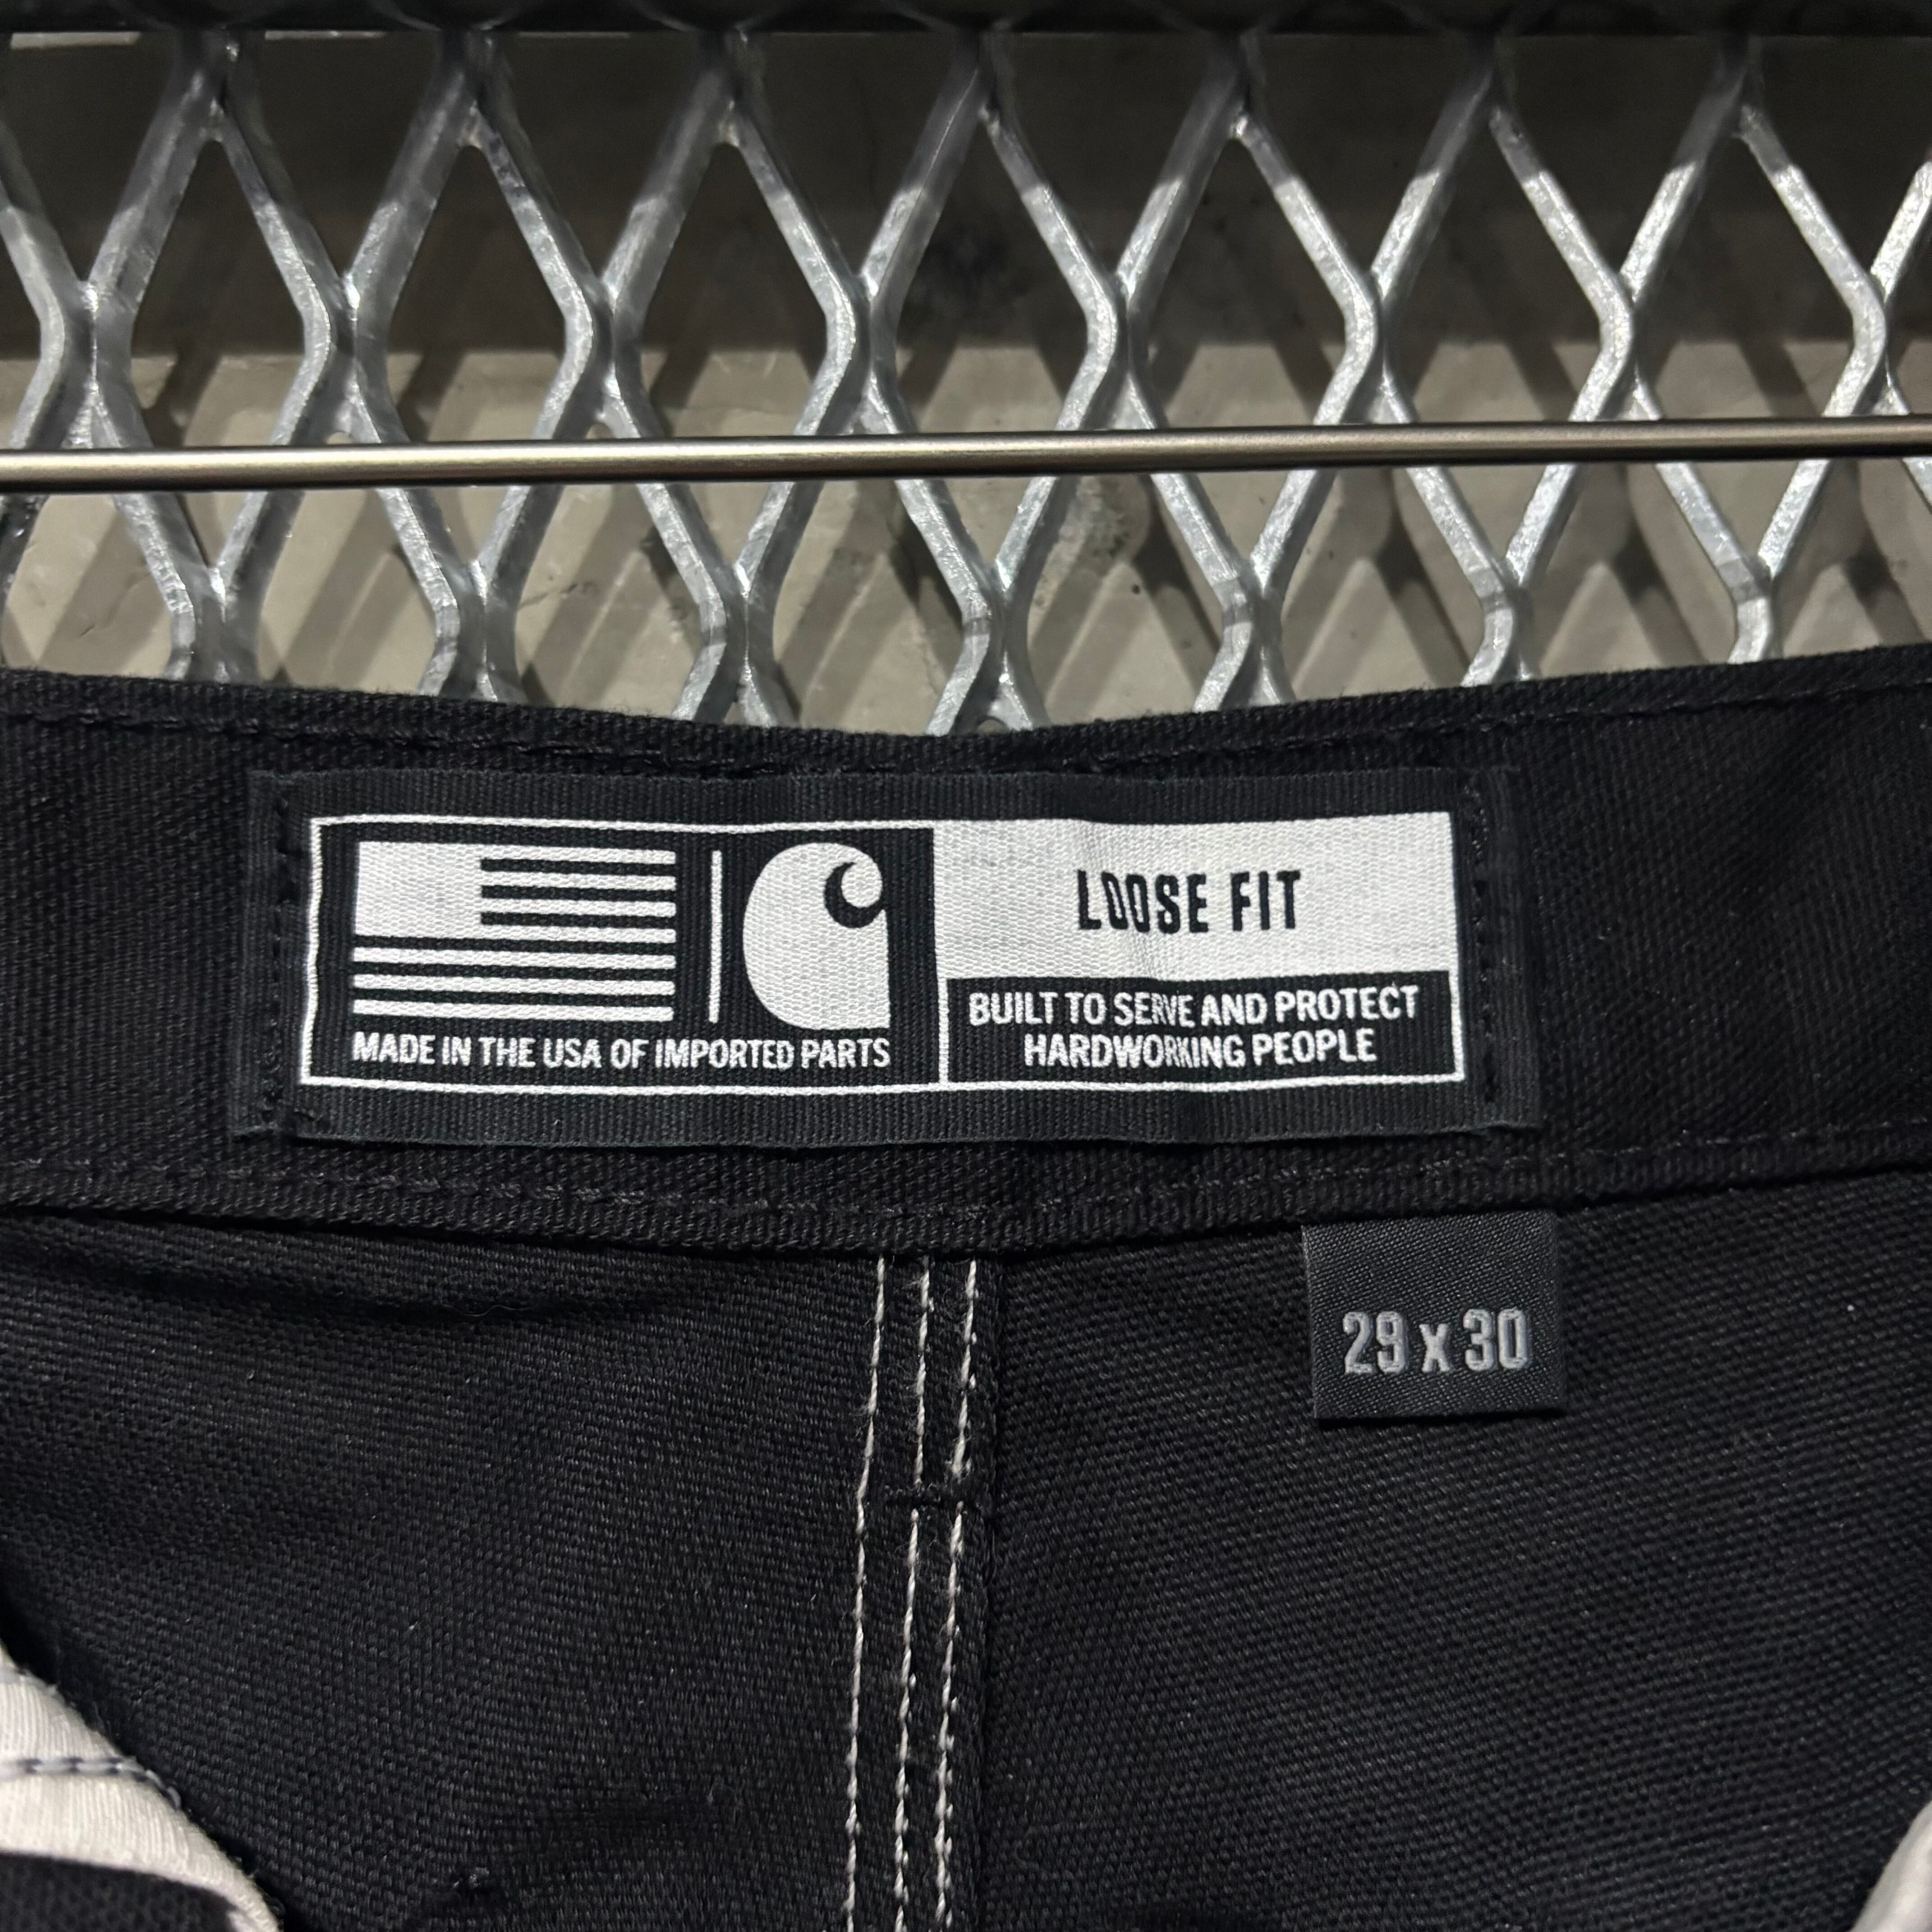 LOOSE FIT
MADE IN THE USA OF IMPORTED PARTS
BUILT TO SERVE AND PROTECT
HARDWORKING PEOPLE
29 x 30